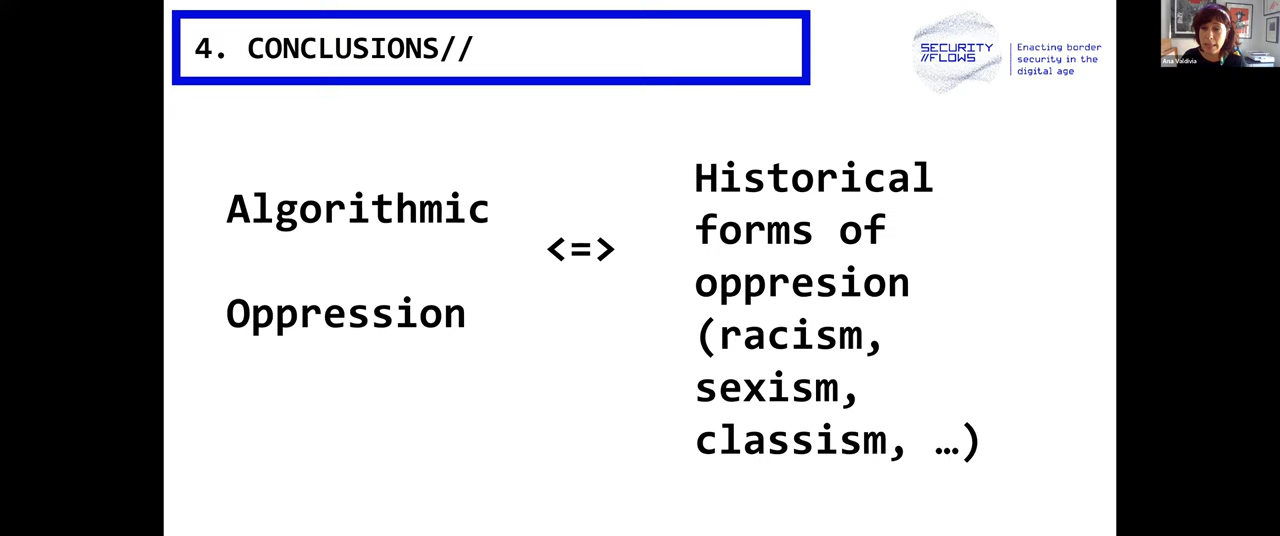 4. CONCLUSIONS//
SECURITY
//FLOWS
Enacting border
security in the
digital age
Ana Valdivia
Algorithmic
Oppression
<=>
Historical
forms of
oppresion
(racism,
sexism,
classism, …)